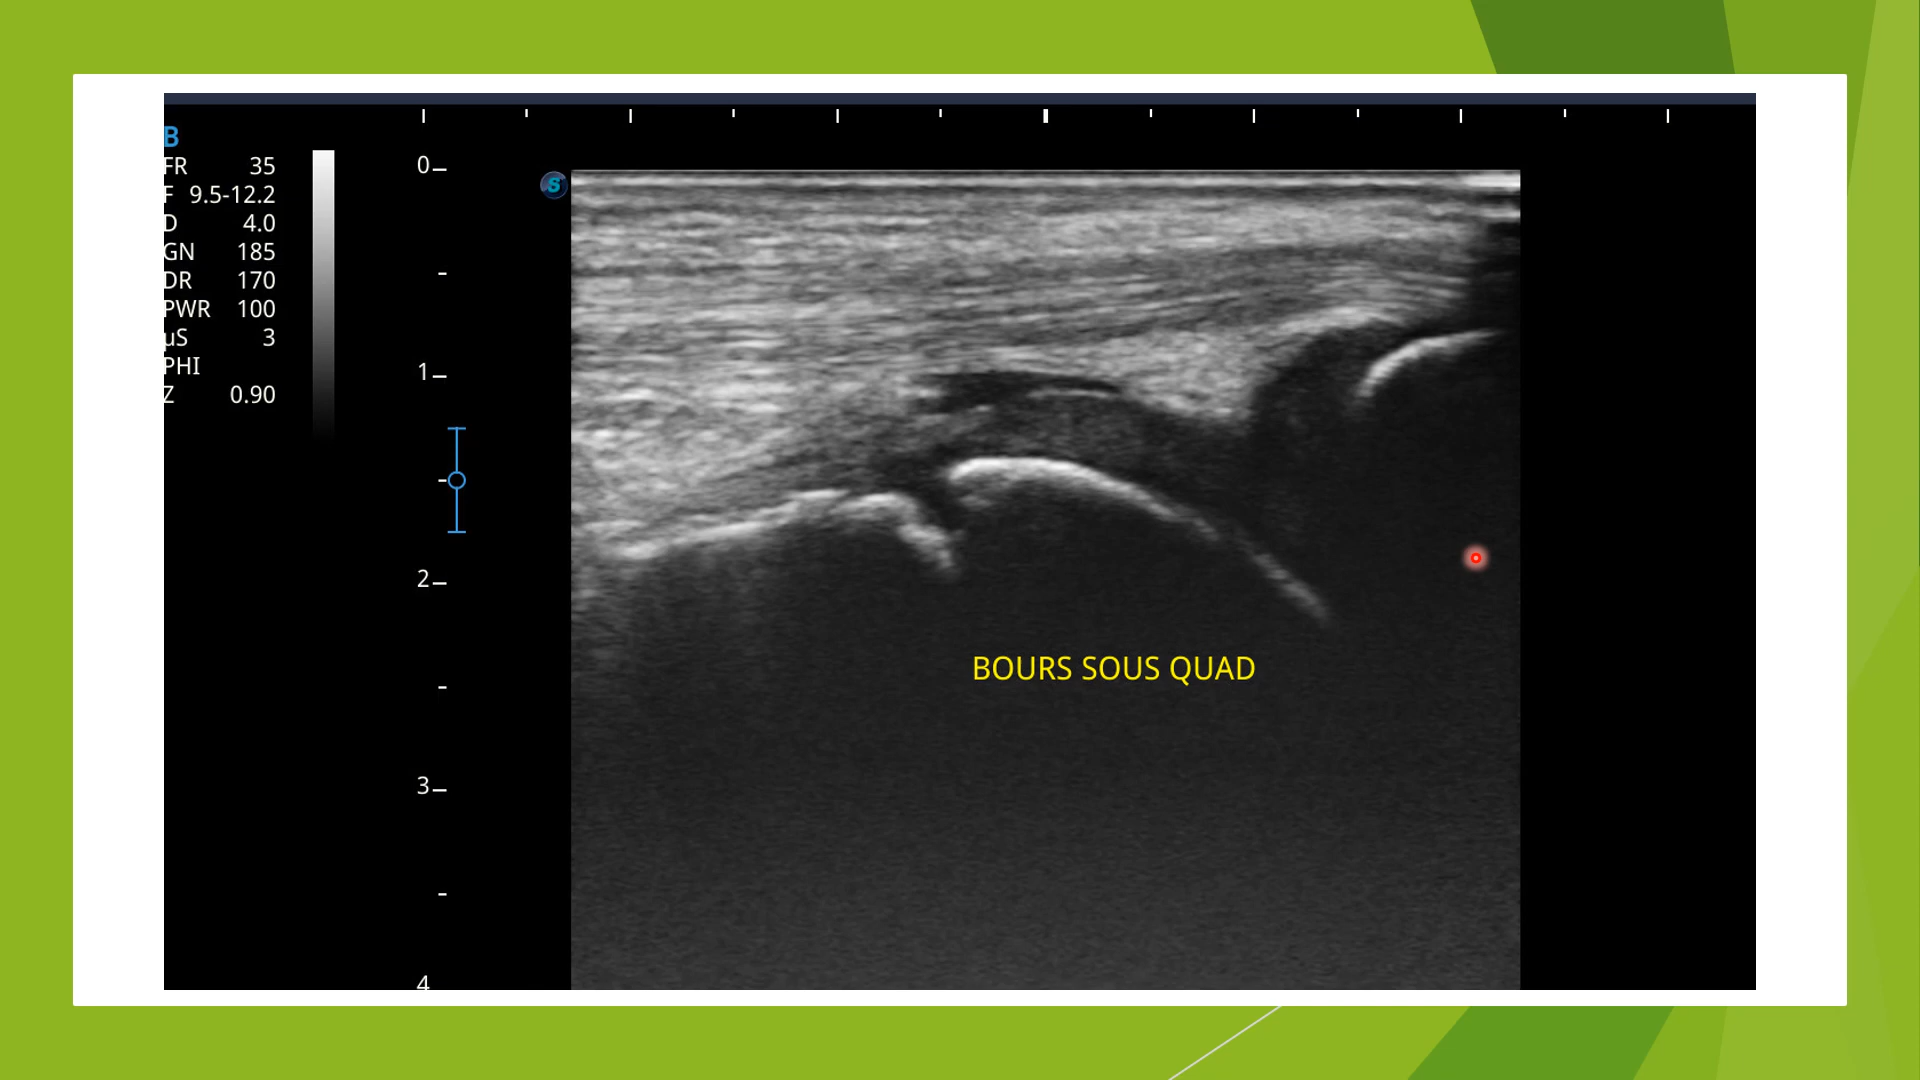 B
FR 35
F 9.5-12.2
D 4.0
GN 185
DR 170
PWR 100
µS 3
PHI
Z 0.90
0
1
2
3
4
S
BOURS SOUS QUAD